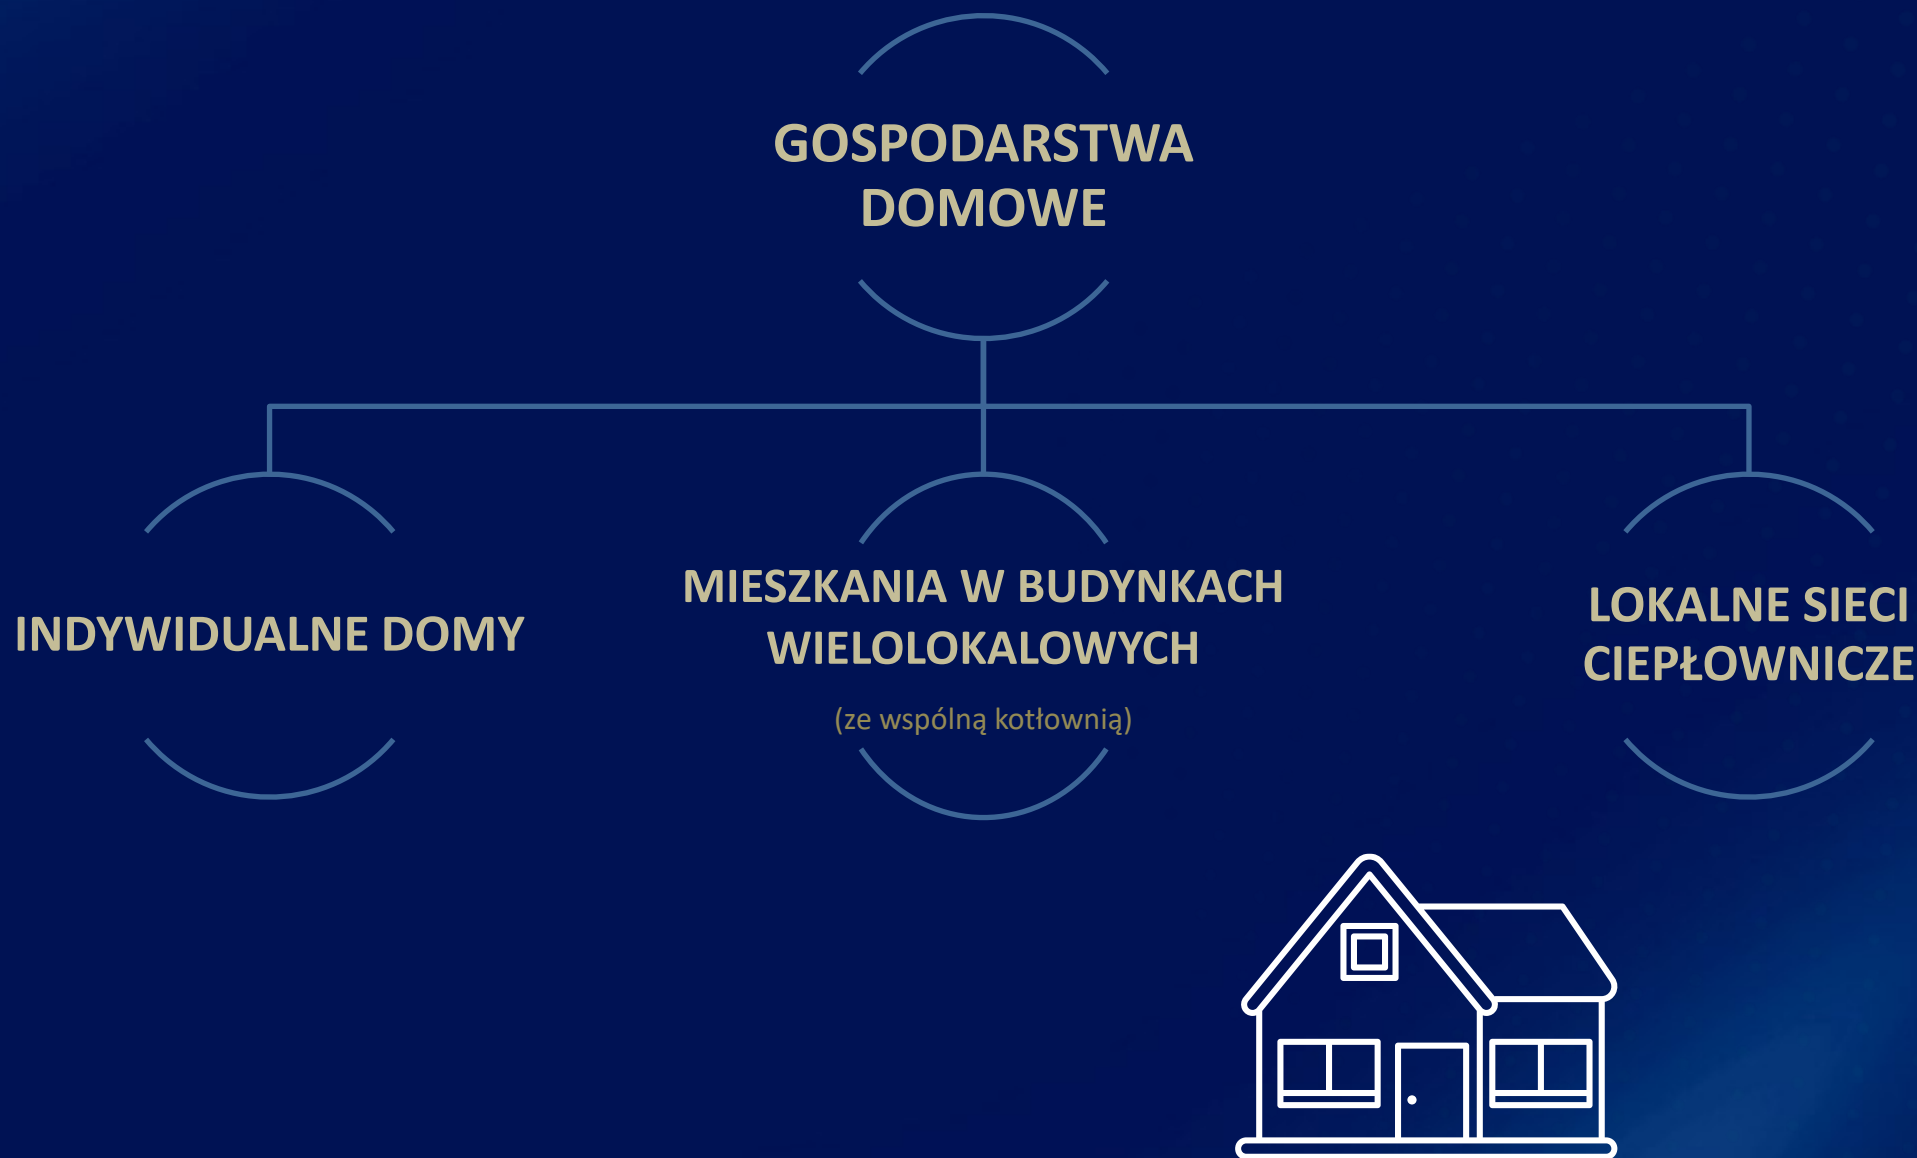 GOSPODARSTWA
DOMOWE
INDYWIDUALNE DOMY
MIESZKANIA W BUDYNKACH
WIELOLOKALOWYCH
(ze wspólną kotłownią)
LOKALNE SIECI
CIEPŁOWNICZE